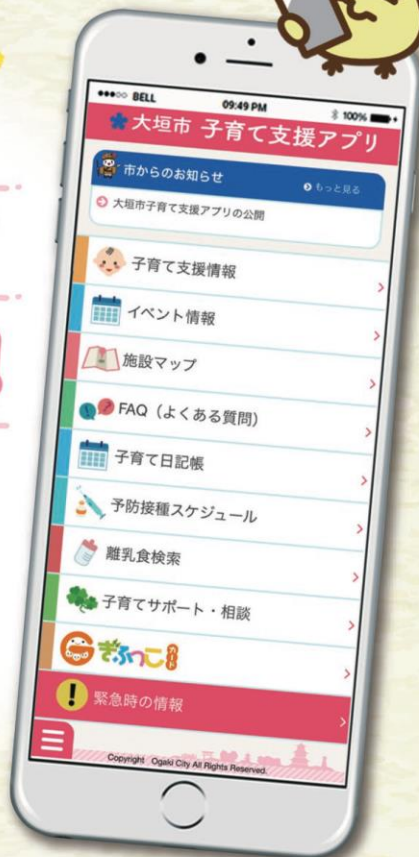 ●●●○○ BELL 09:49 PM 100%
大垣市 子育て支援アプリ
市からのお知らせ もっと見る
大垣市子育て支援アプリの公開
子育て支援情報
イベント情報
施設マップ
FAQ(よくある質問)
子育て日記帳
予防接種スケジュール
離乳食検索
子育てサポート・相談
ぎふっこカード
緊急時の情報
Copyright Ogaki City All Rights Reserved.